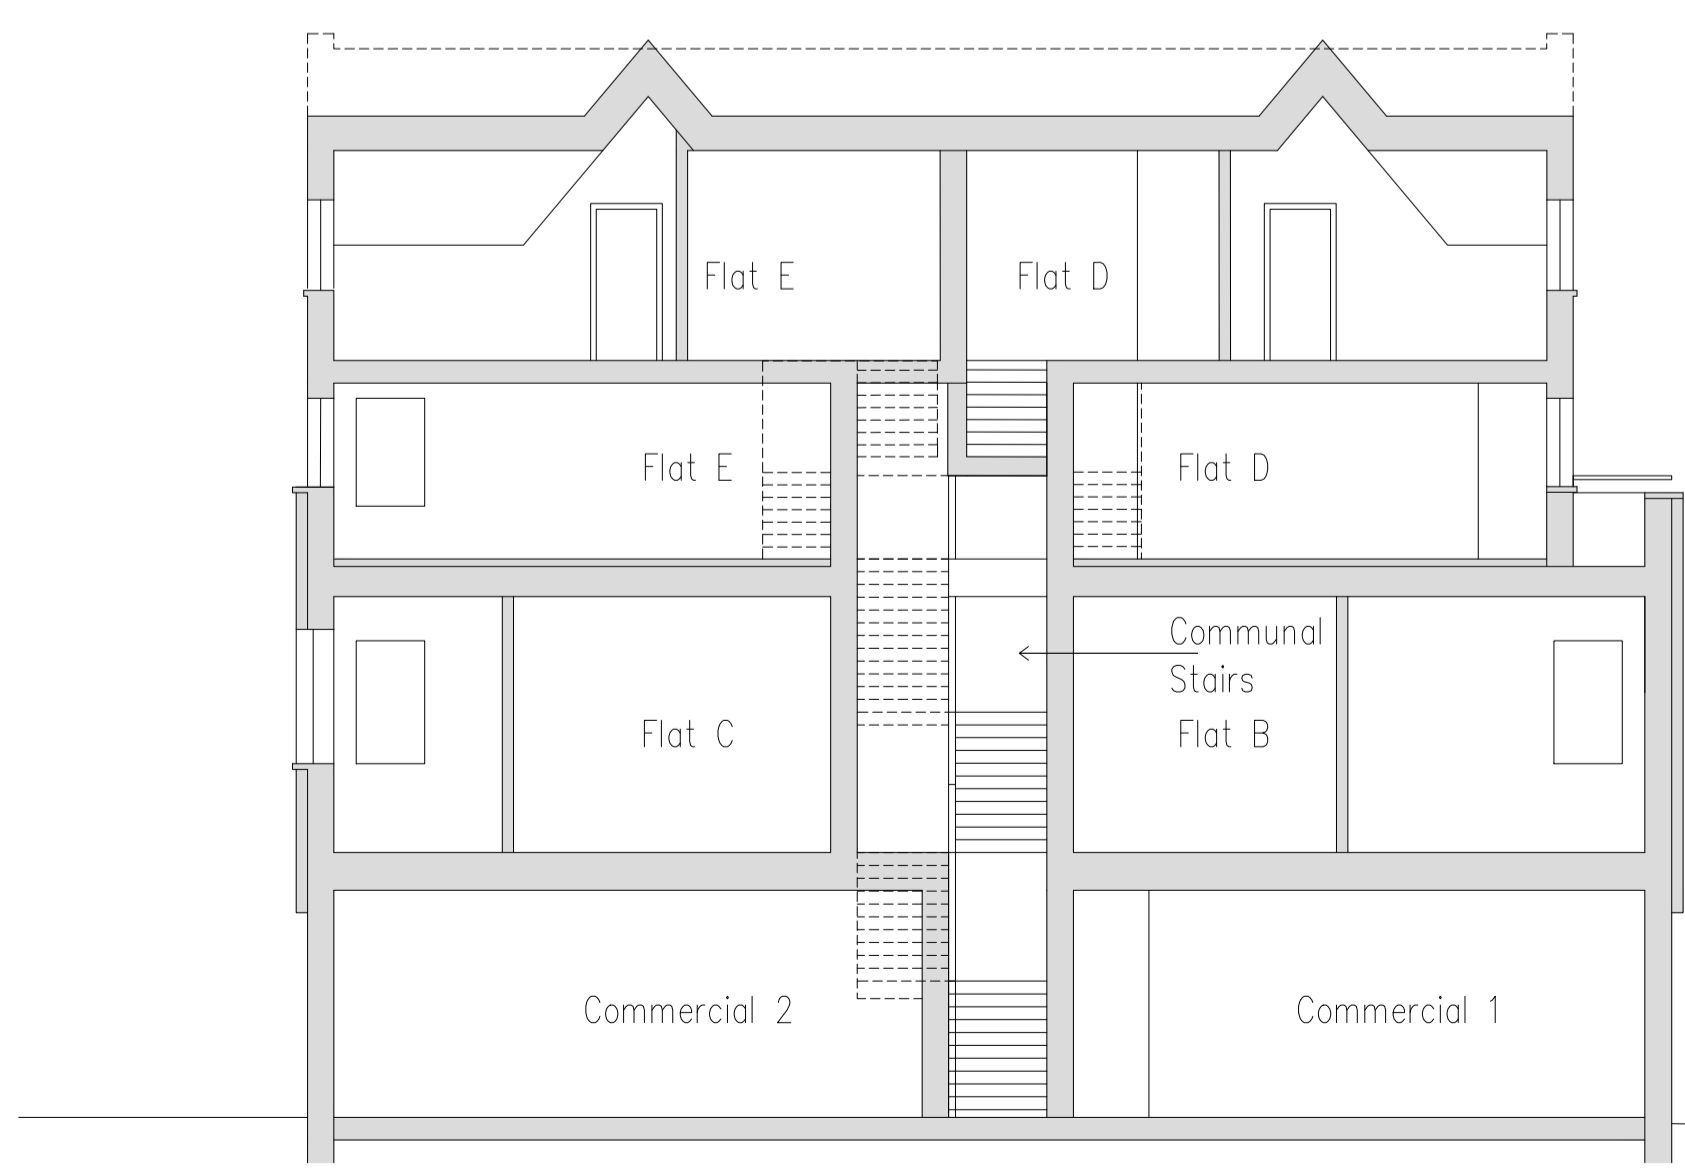 Flat E
Flat D
Flat E
Flat D
Communal
Stairs
Flat C
Flat B
Commercial 2
Commercial 1